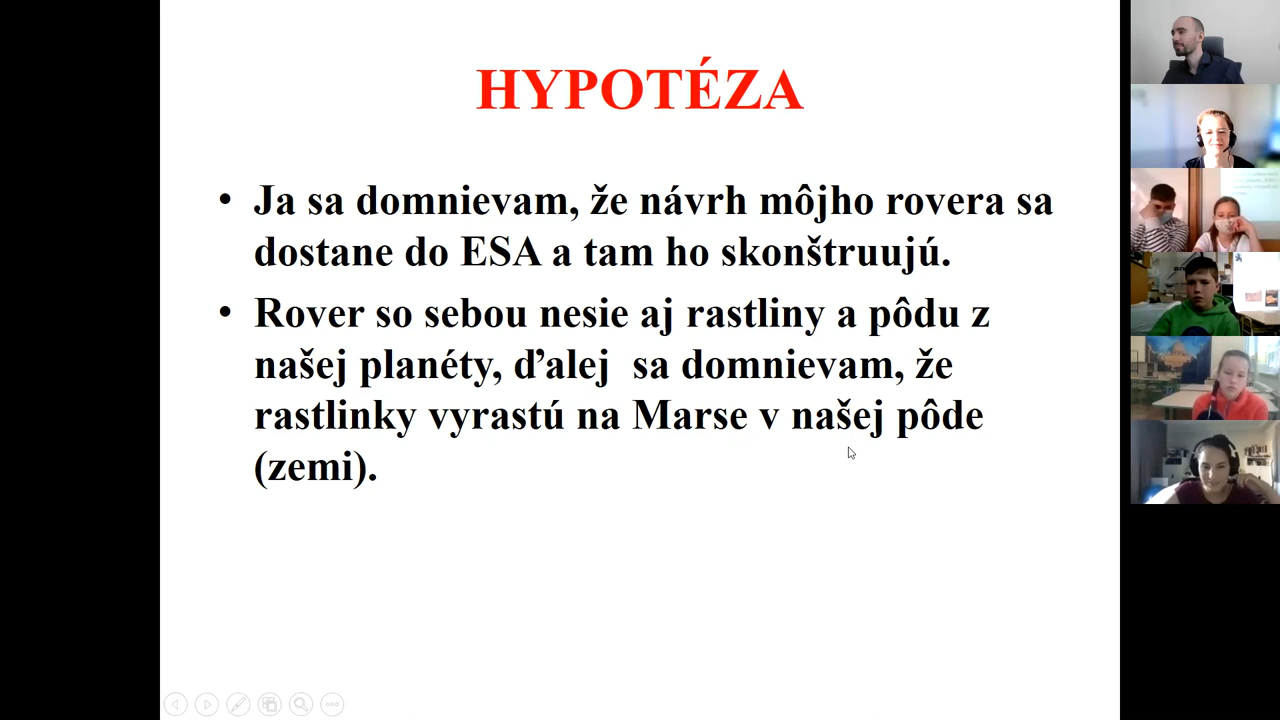 HYPOTÉZA
• Ja sa domnievam, že návrh môjho rovera sa
dostane do ESA a tam ho skonštruujú.
• Rover so sebou nesie aj rastliny a pôdu z
našej planéty, ďalej  sa domnievam, že
rastlinky vyrastú na Marse v našej pôde
(zemi).